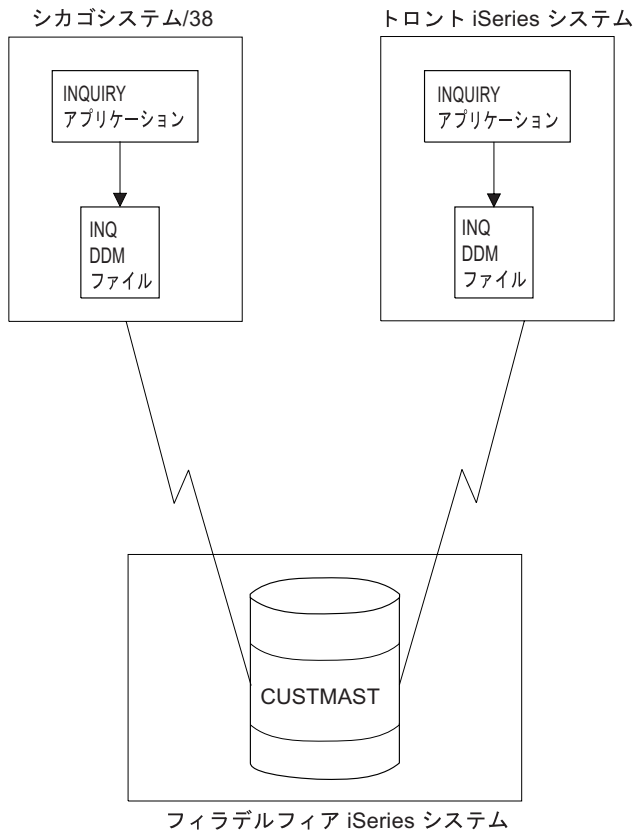 シカゴシステム/38
INQUIRY
アプリケーション
INQ
DDM
ファイル
トロント iSeries システム
INQUIRY
アプリケーション
INQ
DDM
ファイル
CUSTMAST
フィラデルフィア iSeries システム